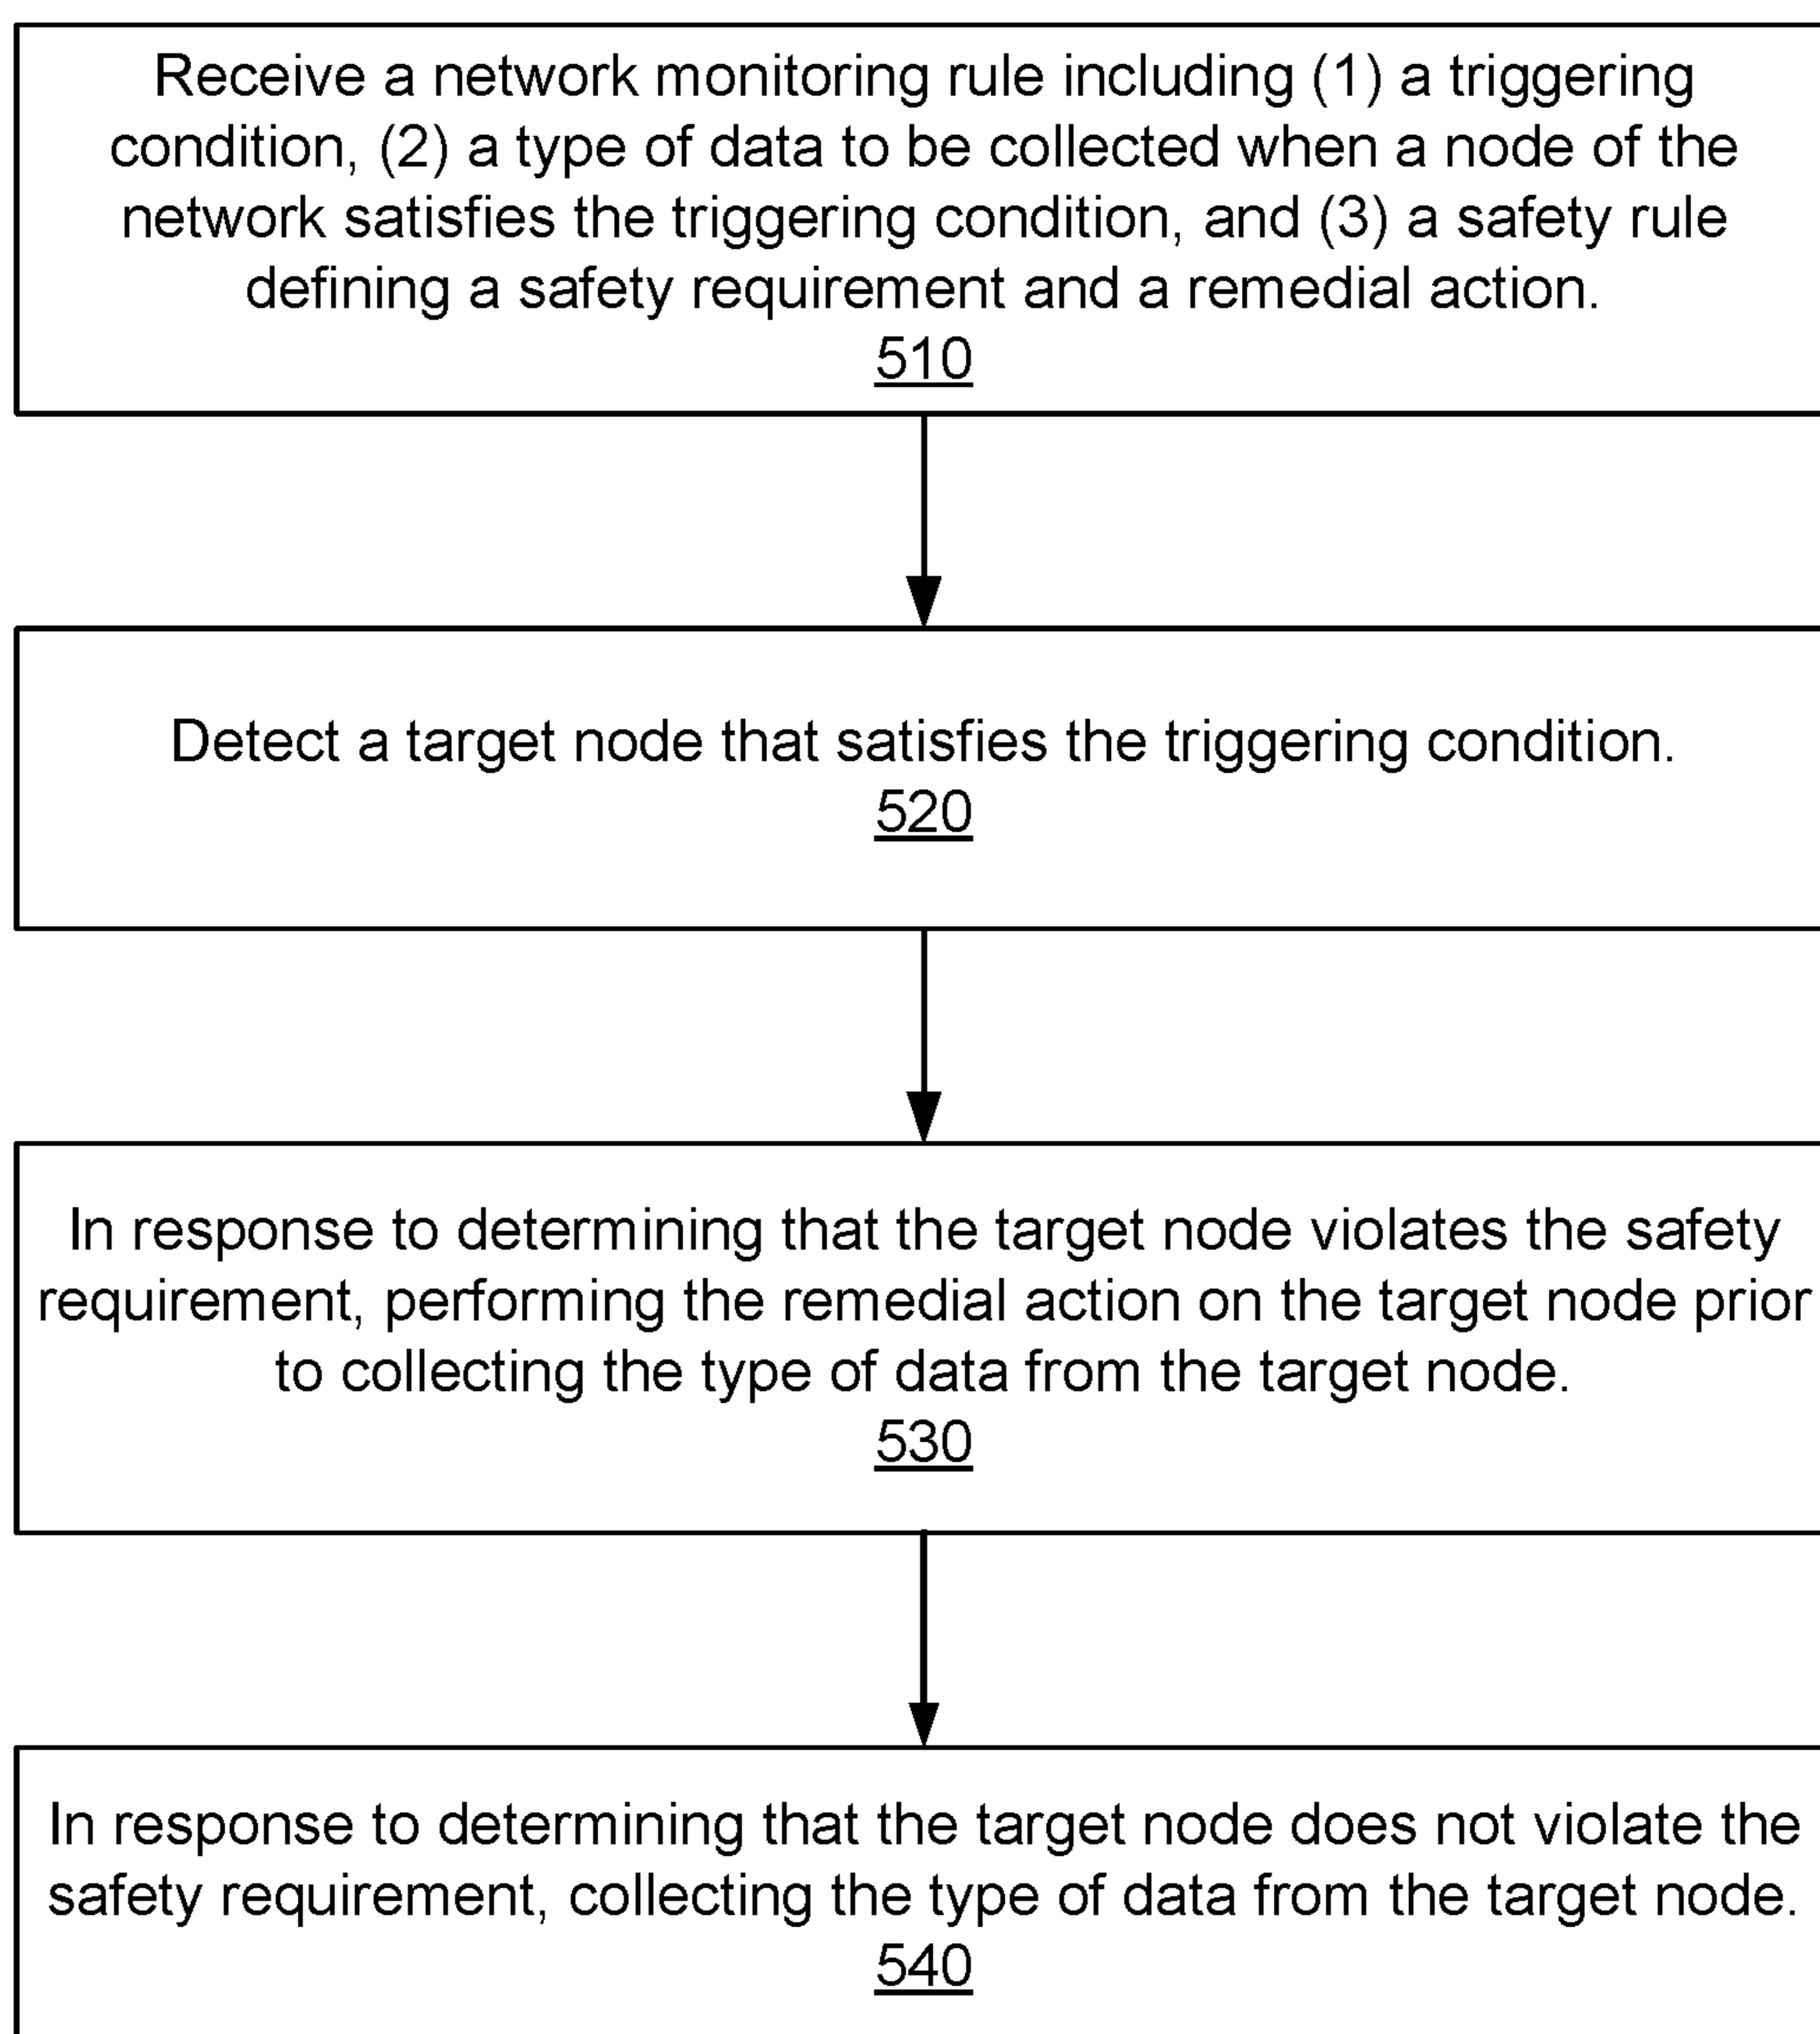 Receive a network monitoring rule including (1) a triggering
condition, (2) a type of data to be collected when a node of the
network satisfies the triggering condition, and (3) a safety rule
defining a safety requirement and a remedial action.
510
Detect a target node that satisfies the triggering condition.
520
In response to determining that the target node violates the safety
requirement, performing the remedial action on the target node prior
to collecting the type of data from the target node.
530
In response to determining that the target node does not violate the
safety requirement, collecting the type of data from the target node.
540